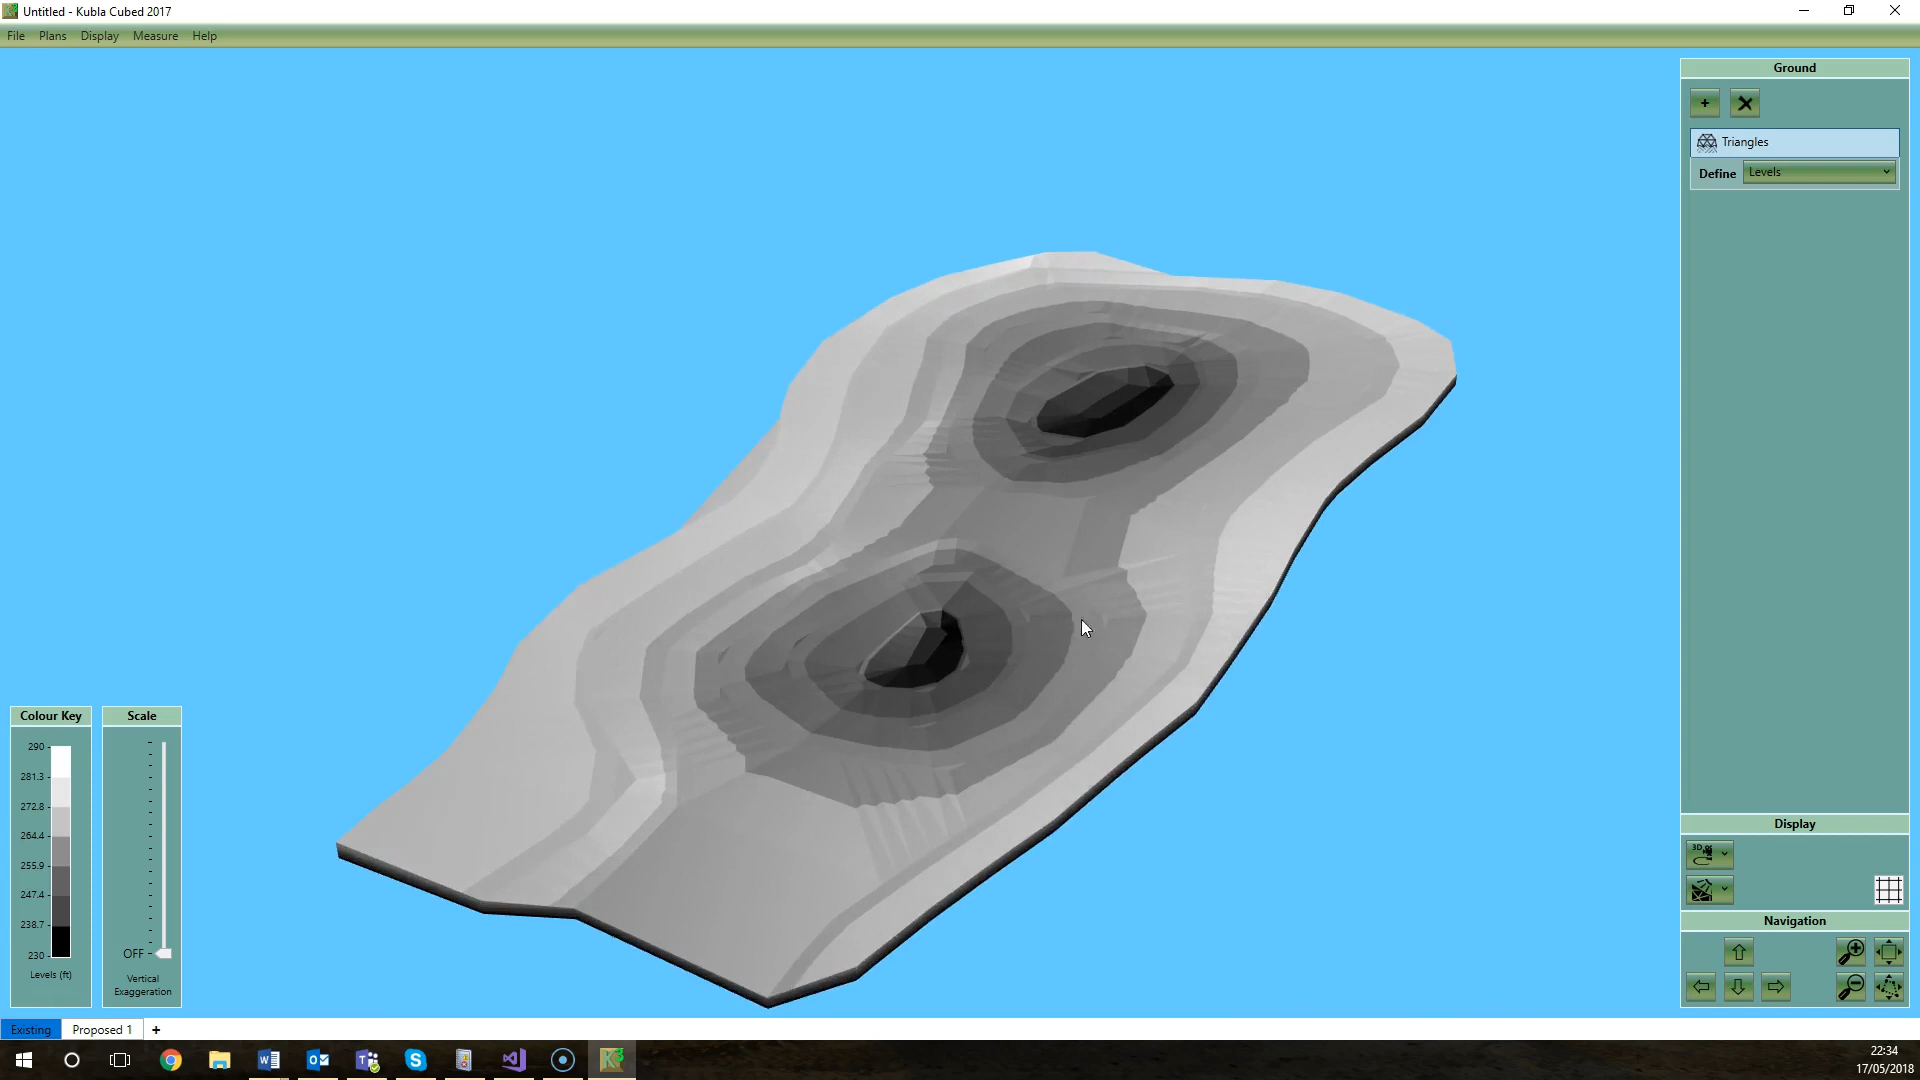 Untitled - Kubla Cubed 2017
File Plans Display Measure Help
Ground
+
Triangles
Define Levels
Colour Key
290
281.3
272.8
264.4
255.9
247.4
238.7
230
Levels (ft)
Scale
OFF
Vertical
Exaggeration
Display
3D
Navigation
Existing Proposed 1 +
22:34
17/05/2018